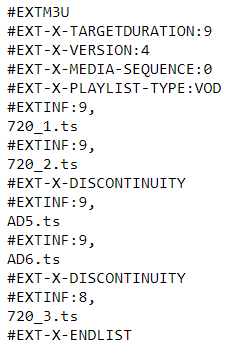 #EXTM3U
#EXT-X-TARGETDURATION:9
#EXT-X-VERSION:4
#EXT-X-MEDIA-SEQUENCE:0
#EXT-X-PLAYLIST-TYPE:VOD
#EXTINF:9,
720_1.ts
#EXTINF:9,
720_2.ts
#EXT-X-DISCONTINUITY
#EXTINF:9,
AD5.ts
#EXTINF:9,
AD6.ts
#EXT-X-DISCONTINUITY
#EXTINF:8,
720_3.ts
#EXT-X-ENDLIST